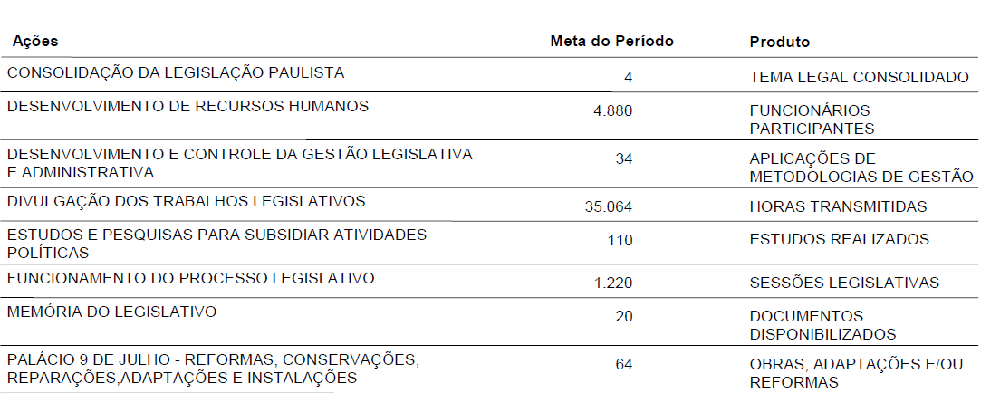 Ações Meta do Período Produto
CONSOLIDAÇÃO DA LEGISLAÇÃO PAULISTA 4 TEMA LEGAL CONSOLIDADO
DESENVOLVIMENTO DE RECURSOS HUMANOS 4.880 FUNCIONÁRIOS
PARTICIPANTES
DESENVOLVIMENTO E CONTROLE DA GESTÃO LEGISLATIVA 34 APLICAÇÕES DE
E ADMINISTRATIVA METODOLOGIAS DE GESTÃO
DIVULGAÇÃO DOS TRABALHOS LEGISLATIVOS 35.064 HORAS TRANSMITIDAS
ESTUDOS E PESQUISAS PARA SUBSIDIAR ATIVIDADES 110 ESTUDOS REALIZADOS
POLÍTICAS
FUNCIONAMENTO DO PROCESSO LEGISLATIVO 1.220 SESSÕES LEGISLATIVAS
MEMÓRIA DO LEGISLATIVO 20 DOCUMENTOS
DISPONIBILIZADOS
PALÁCIO 9 DE JULHO - REFORMAS, CONSERVAÇÕES, 64 OBRAS, ADAPTAÇÕES E/OU
REPARAÇÕES,ADAPTAÇÕES E INSTALAÇÕES REFORMAS